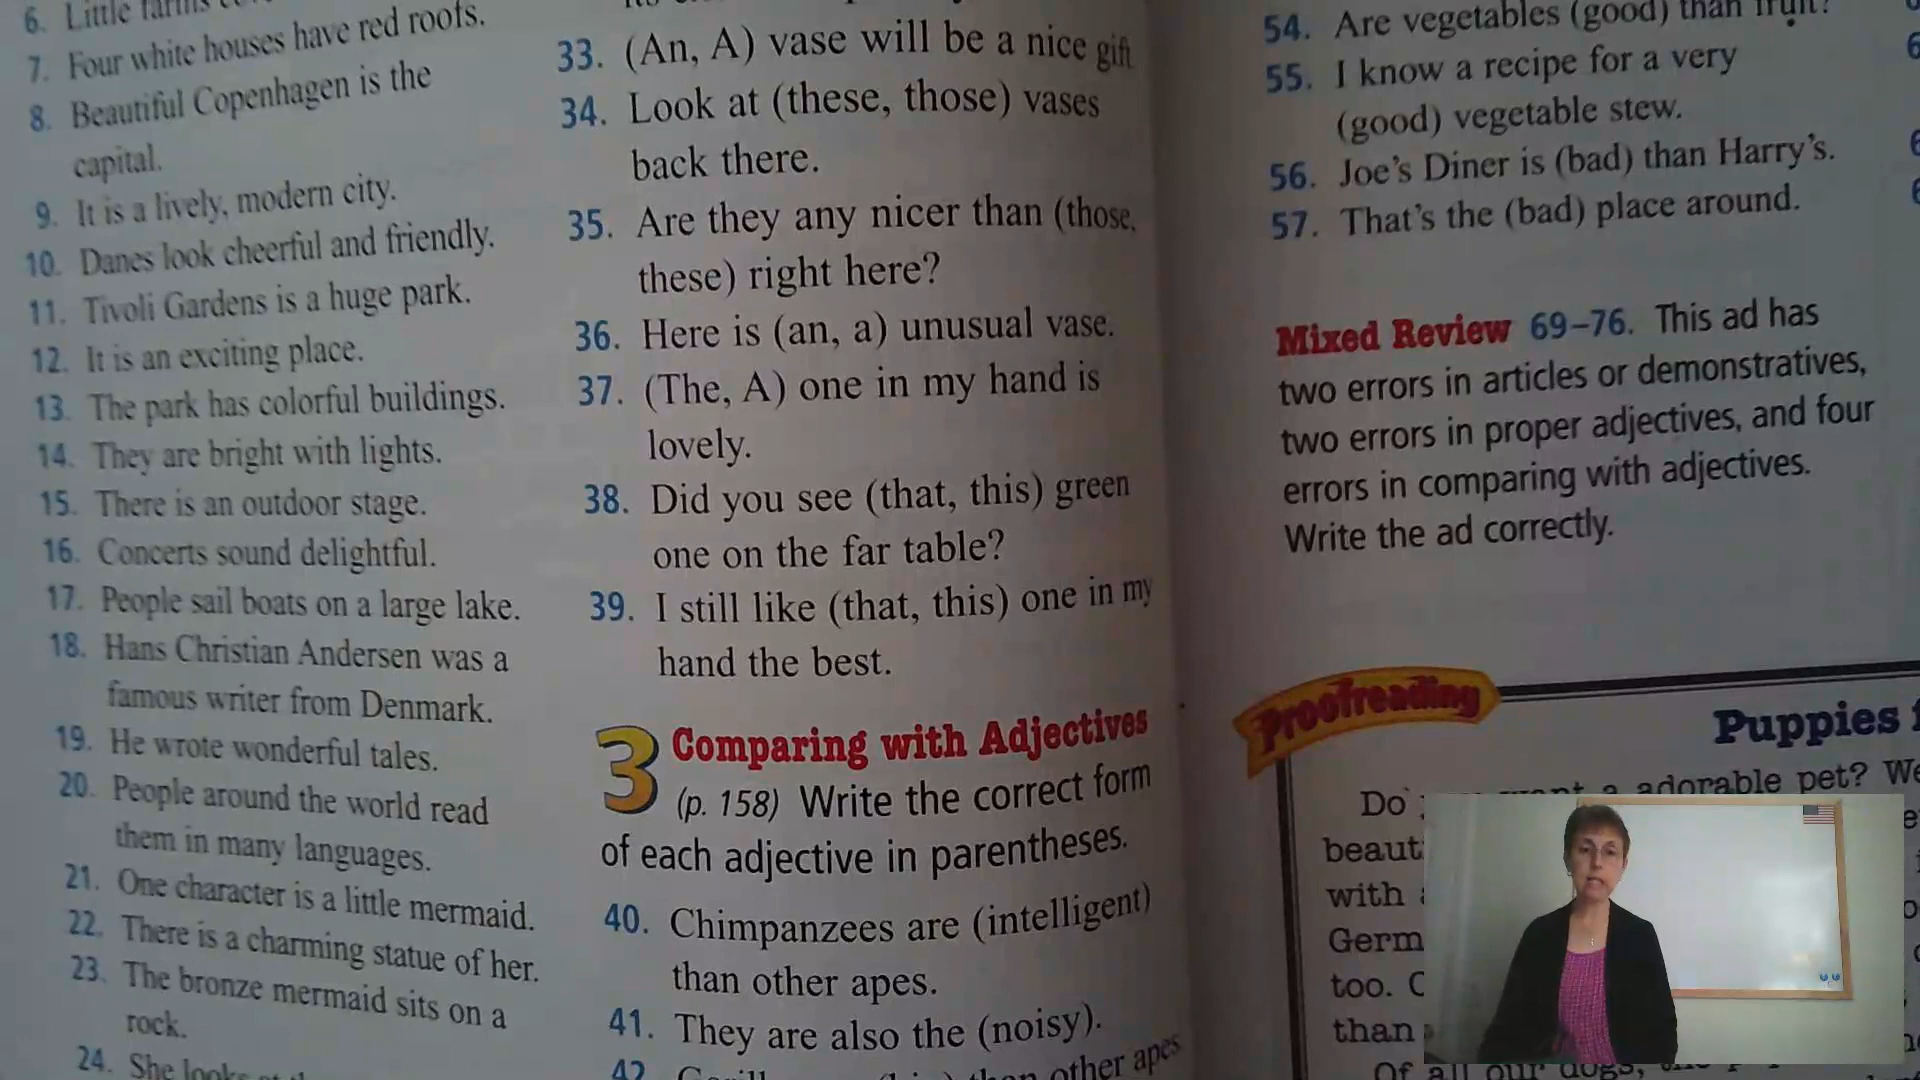 6. Little farms
7. Four white houses have red roofs.
8. Beautiful Copenhagen is the
capital.
9. It is a lively, modern city.
10. Danes look cheerful and friendly.
11. Tivoli Gardens is a huge park.
12. It is an exciting place.
13. The park has colorful buildings.
14. They are bright with lights.
15. There is an outdoor stage.
16. Concerts sound delightful.
17. People sail boats on a large lake.
18. Hans Christian Andersen was a
famous writer from Denmark.
19. He wrote wonderful tales.
20. People around the world read
them in many languages.
21. One character is a little mermaid.
22. There is a charming statue of her.
23. The bronze mermaid sits on a
rock.
24. She looks
33. (An, A) vase will be a nice gift
34. Look at (these, those) vases
back there.
35. Are they any nicer than (those,
these) right here?
36. Here is (an, a) unusual vase.
37. (The, A) one in my hand is
lovely.
38. Did you see (that, this) green
one on the far table?
39. I still like (that, this) one in my
hand the best.
3 Comparing with Adjectives
(p. 158) Write the correct form
of each adjective in parentheses.
40. Chimpanzees are (intelligent)
than other apes.
41. They are also the (noisy).
42. than other apes
54. Are vegetables (good) than fruit?
55. I know a recipe for a very
(good) vegetable stew.
56. Joe's Diner is (bad) than Harry's.
57. That's the (bad) place around.
Mixed Review 69–76. This ad has
two errors in articles or demonstratives,
two errors in proper adjectives, and four
errors in comparing with adjectives.
Write the ad correctly.
Proofreading
Puppies
Do want a adorable pet? We
beaut
with
Germ
too.
than
Of all our dogs,